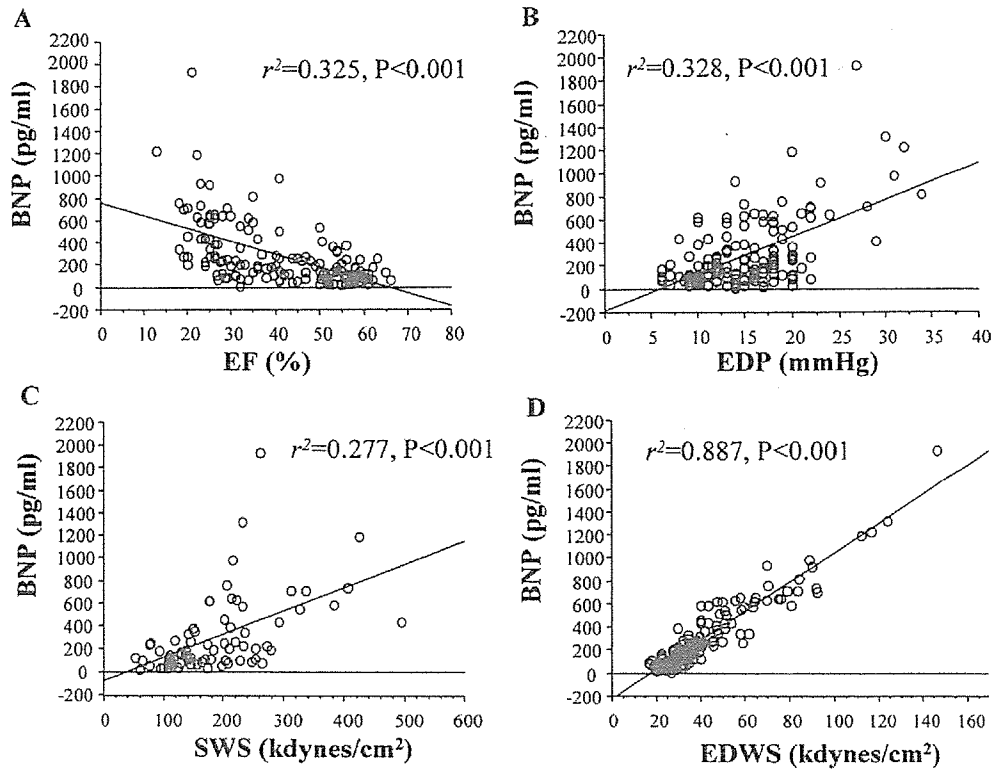 A
B
2200
2000
1800
1600
1400
1200
1000
800
600
400
200
0
-200
BNP (pg/ml)
r²=0.325, P<0.001
0 10 20 30 40 50 60 70 80
EF (%)
2200
2000
1800
1600
1400
1200
1000
800
600
400
200
0
-200
BNP (pg/ml)
r²=0.328, P<0.001
0 5 10 15 20 25 30 35 40
EDP (mmHg)
C
D
2200
2000
1800
1600
1400
1200
1000
800
600
400
200
0
-200
BNP (pg/ml)
r²=0.277, P<0.001
0 100 200 300 400 500 600
SWS (kdynes/cm²)
2200
2000
1800
1600
1400
1200
1000
800
600
400
200
0
-200
BNP (pg/ml)
r²=0.887, P<0.001
0 20 40 60 80 100 120 140 160
EDWS (kdynes/cm²)